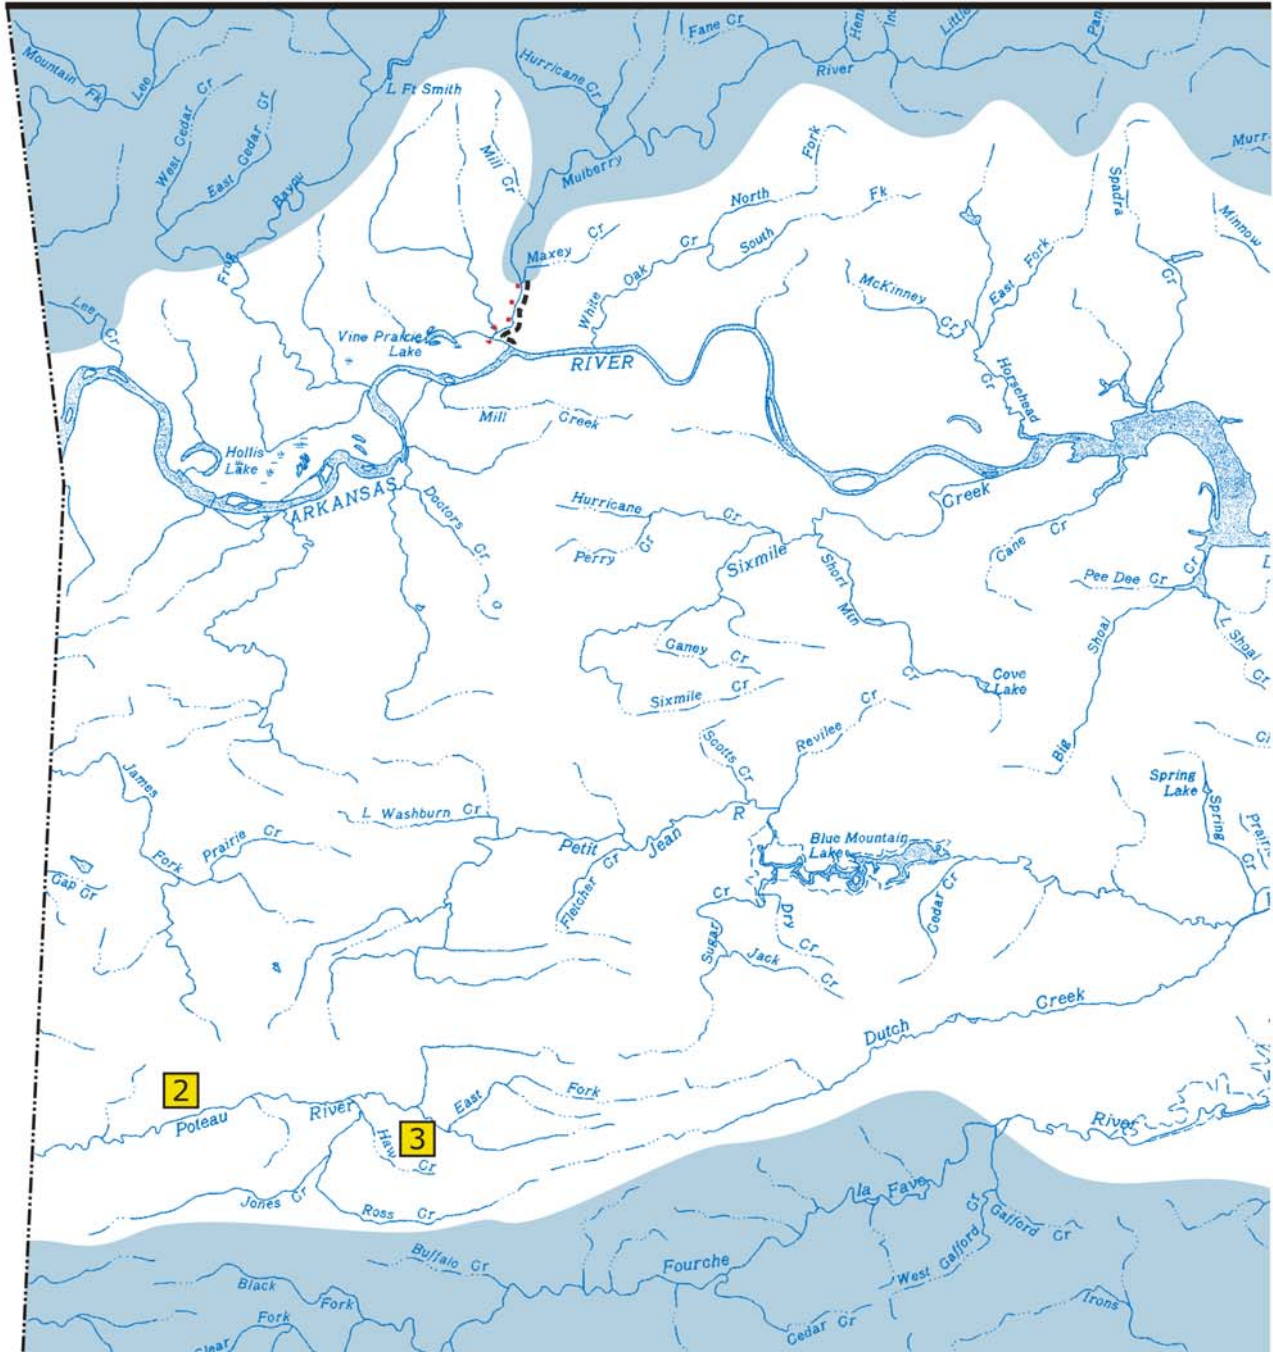 Mountain Fk
Lee
West Cedar Cr
East Cedar Cr
Frog Bayou
L Ft Smith
Mill Cr
Hurricane Cr
Fane Cr
Little
River
Mulberry
North Fork
South Fk
Maxey Cr
White Oak Cr
McKinney Cr
East Fork
Spadra Cr
Minnow
Murr
Lee Cr
Vine Prairie
Lake
RIVER
Horsehead Cr
Mill Creek
Hollis
Lake
ARKANSAS
Doctors Cr
Hurricane Cr
Perry Cr
Sixmile Creek
Short Mtn Cr
Cane Cr
Pee Dee Cr
Big Shoal Cr
L Shoal Cr
Ganey Cr
Sixmile Cr
Cove
Lake
Scotts Cr
Revilee Cr
James Fork
Prairie Cr
L Washburn Cr
Petit Jean R
Fletcher Cr
Blue Mountain
Lake
Spring
Lake
Spring Cr
Prairi
Gap Cr
Sugar Cr
Dry Cr
Jack Cr
Cedar Cr
Dutch Creek
2
Poteau River
3
Haw Cr
East Fork
Jones Cr
Ross Cr
River
Fourche la Fave
Gafford Cr
West Gafford Cr
Buffalo Cr
Black Fork
Fork
Cedar Cr
Irons